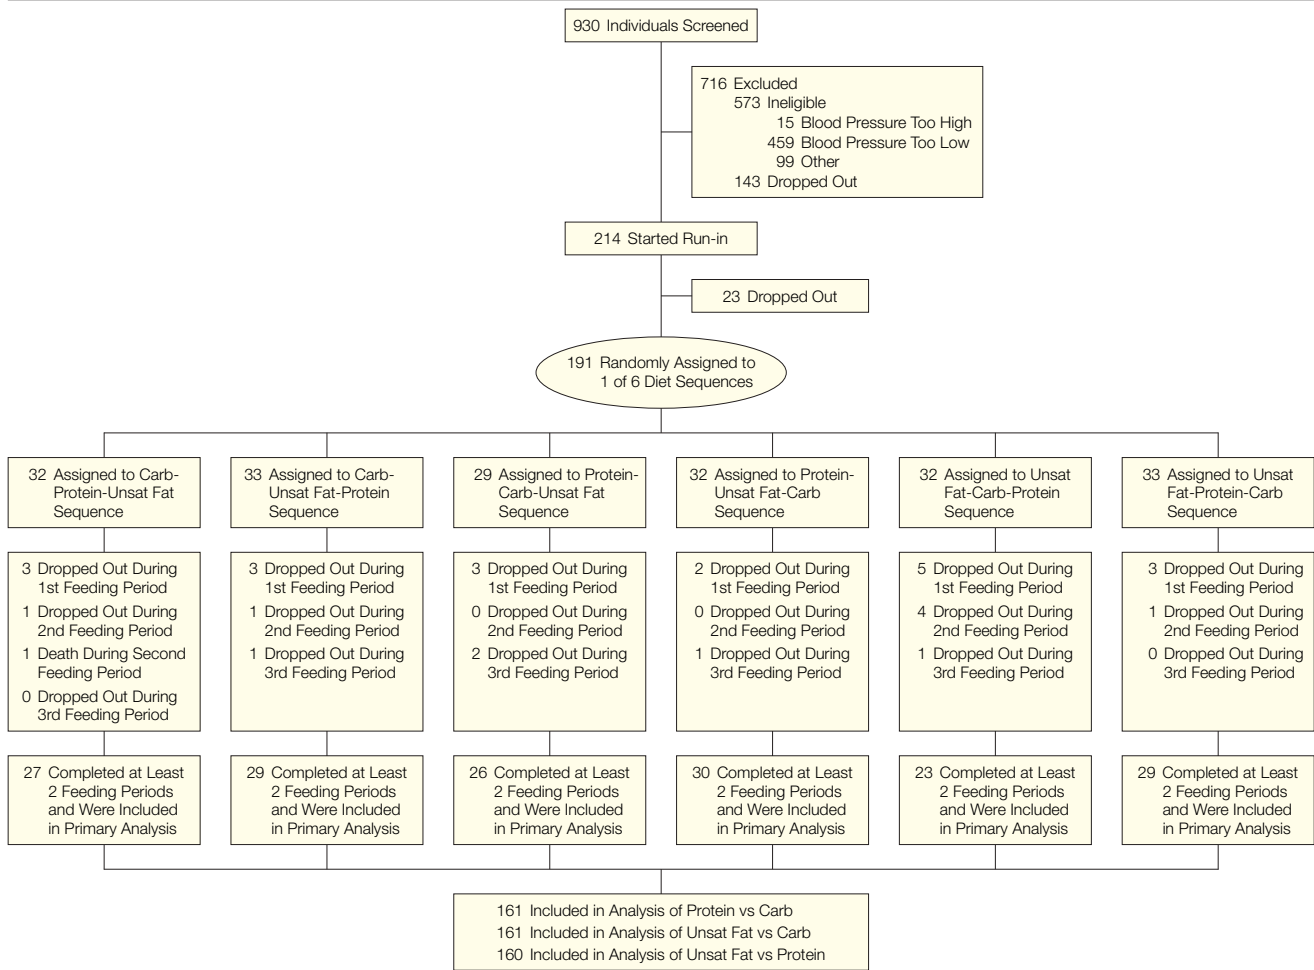 930 Individuals Screened
716 Excluded
573 Ineligible
15 Blood Pressure Too High
459 Blood Pressure Too Low
99 Other
143 Dropped Out
214 Started Run-in
23 Dropped Out
191 Randomly Assigned to
1 of 6 Diet Sequences
32 Assigned to Carb-
Protein-Unsat Fat
Sequence
33 Assigned to Carb-
Unsat Fat-Protein
Sequence
29 Assigned to Protein-
Carb-Unsat Fat
Sequence
32 Assigned to Protein-
Unsat Fat-Carb
Sequence
32 Assigned to Unsat
Fat-Carb-Protein
Sequence
33 Assigned to Unsat
Fat-Protein-Carb
Sequence
3 Dropped Out During
1st Feeding Period
1 Dropped Out During
2nd Feeding Period
1 Death During Second
Feeding Period
0 Dropped Out During
3rd Feeding Period
3 Dropped Out During
1st Feeding Period
1 Dropped Out During
2nd Feeding Period
1 Dropped Out During
3rd Feeding Period
3 Dropped Out During
1st Feeding Period
0 Dropped Out During
2nd Feeding Period
2 Dropped Out During
3rd Feeding Period
2 Dropped Out During
1st Feeding Period
0 Dropped Out During
2nd Feeding Period
1 Dropped Out During
3rd Feeding Period
5 Dropped Out During
1st Feeding Period
4 Dropped Out During
2nd Feeding Period
1 Dropped Out During
3rd Feeding Period
3 Dropped Out During
1st Feeding Period
1 Dropped Out During
2nd Feeding Period
0 Dropped Out During
3rd Feeding Period
27 Completed at Least
2 Feeding Periods
and Were Included
in Primary Analysis
29 Completed at Least
2 Feeding Periods
and Were Included
in Primary Analysis
26 Completed at Least
2 Feeding Periods
and Were Included
in Primary Analysis
30 Completed at Least
2 Feeding Periods
and Were Included
in Primary Analysis
23 Completed at Least
2 Feeding Periods
and Were Included
in Primary Analysis
29 Completed at Least
2 Feeding Periods
and Were Included
in Primary Analysis
161 Included in Analysis of Protein vs Carb
161 Included in Analysis of Unsat Fat vs Carb
160 Included in Analysis of Unsat Fat vs Protein